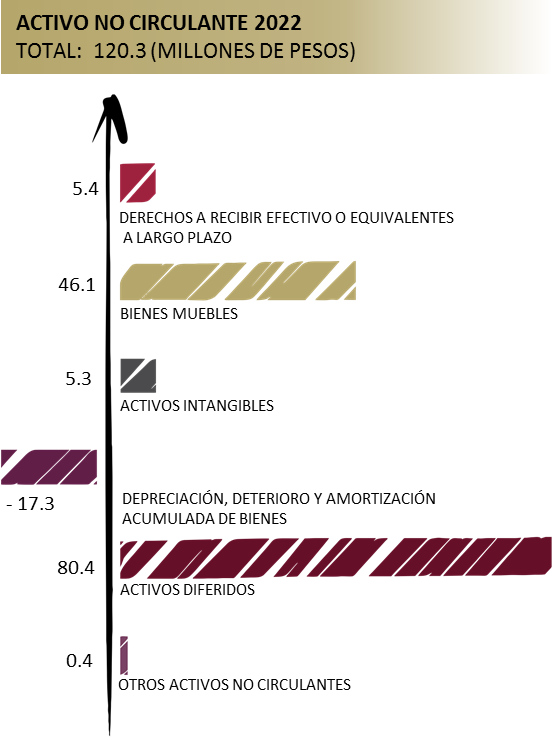 ACTIVO NO CIRCULANTE 2022
TOTAL: 120.3 (MILLONES DE PESOS)
5.4
DERECHOS A RECIBIR EFECTIVO O EQUIVALENTES
A LARGO PLAZO
46.1
BIENES MUEBLES
5.3
ACTIVOS INTANGIBLES
- 17.3
DEPRECIACIÓN, DETERIORO Y AMORTIZACIÓN
ACUMULADA DE BIENES
80.4
ACTIVOS DIFERIDOS
0.4
OTROS ACTIVOS NO CIRCULANTES